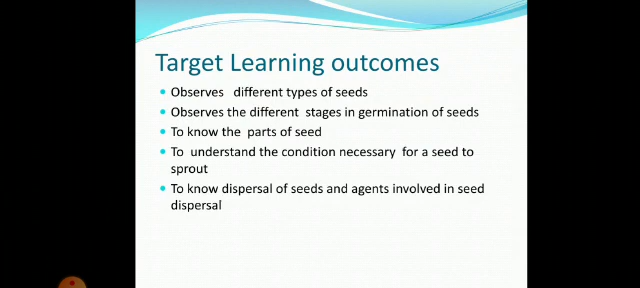 Target Learning outcomes
• Observes different types of seeds
• Observes the different stages in germination of seeds
• To know the parts of seed
• To understand the condition necessary for a seed to
sprout
• To know dispersal of seeds and agents involved in seed
dispersal